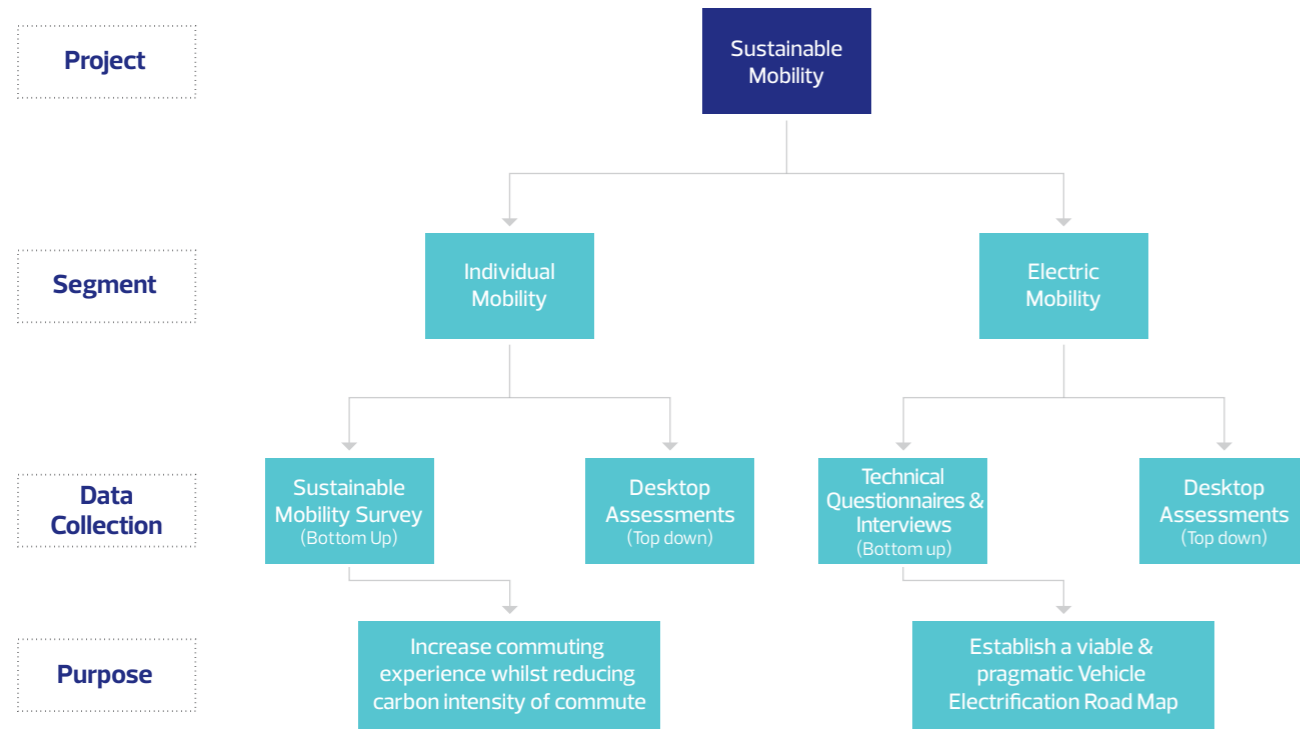 Project
Sustainable
Mobility
Segment
Individual
Mobility
Electric
Mobility
Data
Collection
Sustainable
Mobility Survey
(Bottom Up)
Desktop
Assessments
(Top down)
Technical
Questionnaires &
Interviews
(Bottom up)
Desktop
Assessments
(Top down)
Purpose
Increase commuting
experience whilst reducing
carbon intensity of commute
Establish a viable &
pragmatic Vehicle
Electrification Road Map